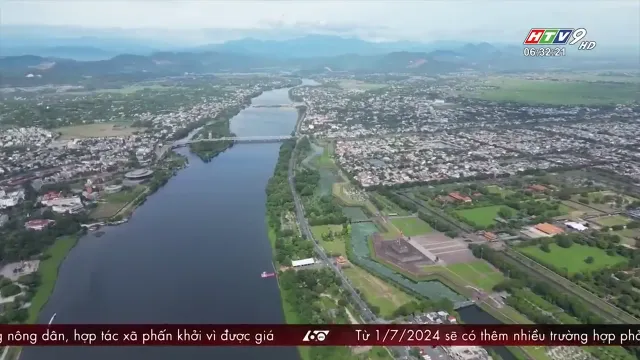 HTV9 HD
06:32:21
g nông dân, hợp tác xã phấn khởi vì được giá 60 Từ 1/7/2024 sẽ có thêm nhiều trường hợp phả